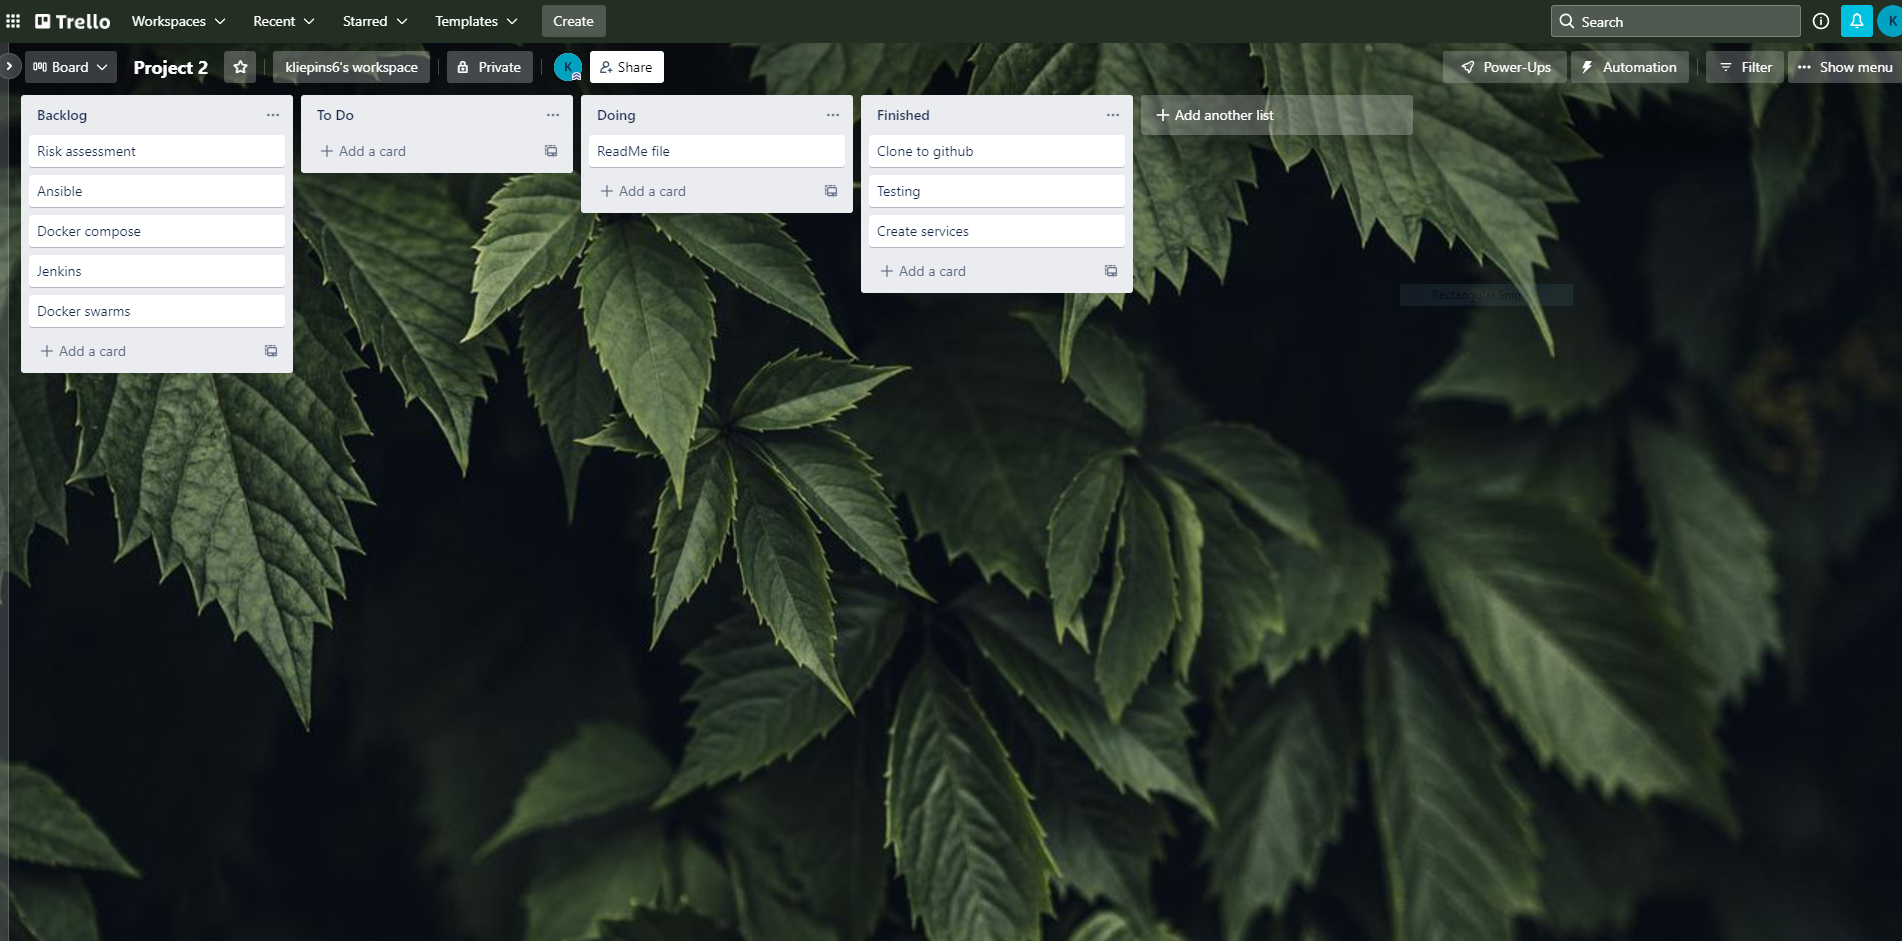 Trello Workspaces Recent Starred Templates Create Search K
Board Project 2 kliepins6's workspace Private K Share Power-Ups Automation Filter Show menu
Backlog
Risk assessment
Ansible
Docker compose
Jenkins
Docker swarms
Add a card
To Do
Add a card
Doing
ReadMe file
Add a card
Finished
Clone to github
Testing
Create services
Add a card
Add another list
Rectangular Snip